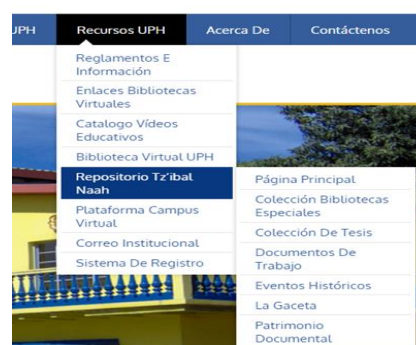 UPH
Recursos UPH
Acerca De
Contáctenos
Reglamentos E
Información
Enlaces Bibliotecas
Virtuales
Catalogo Vídeos
Educativos
Biblioteca Virtual UPH
Repositorio Tz'ibal
Naah
Plataforma Campus
Virtual
Correo Institucional
Sistema De Registro
Página Principal
Colección Bibliotecas
Especiales
Colección De Tesis
Documentos De
Trabajo
Eventos Históricos
La Gaceta
Patrimonio
Documental